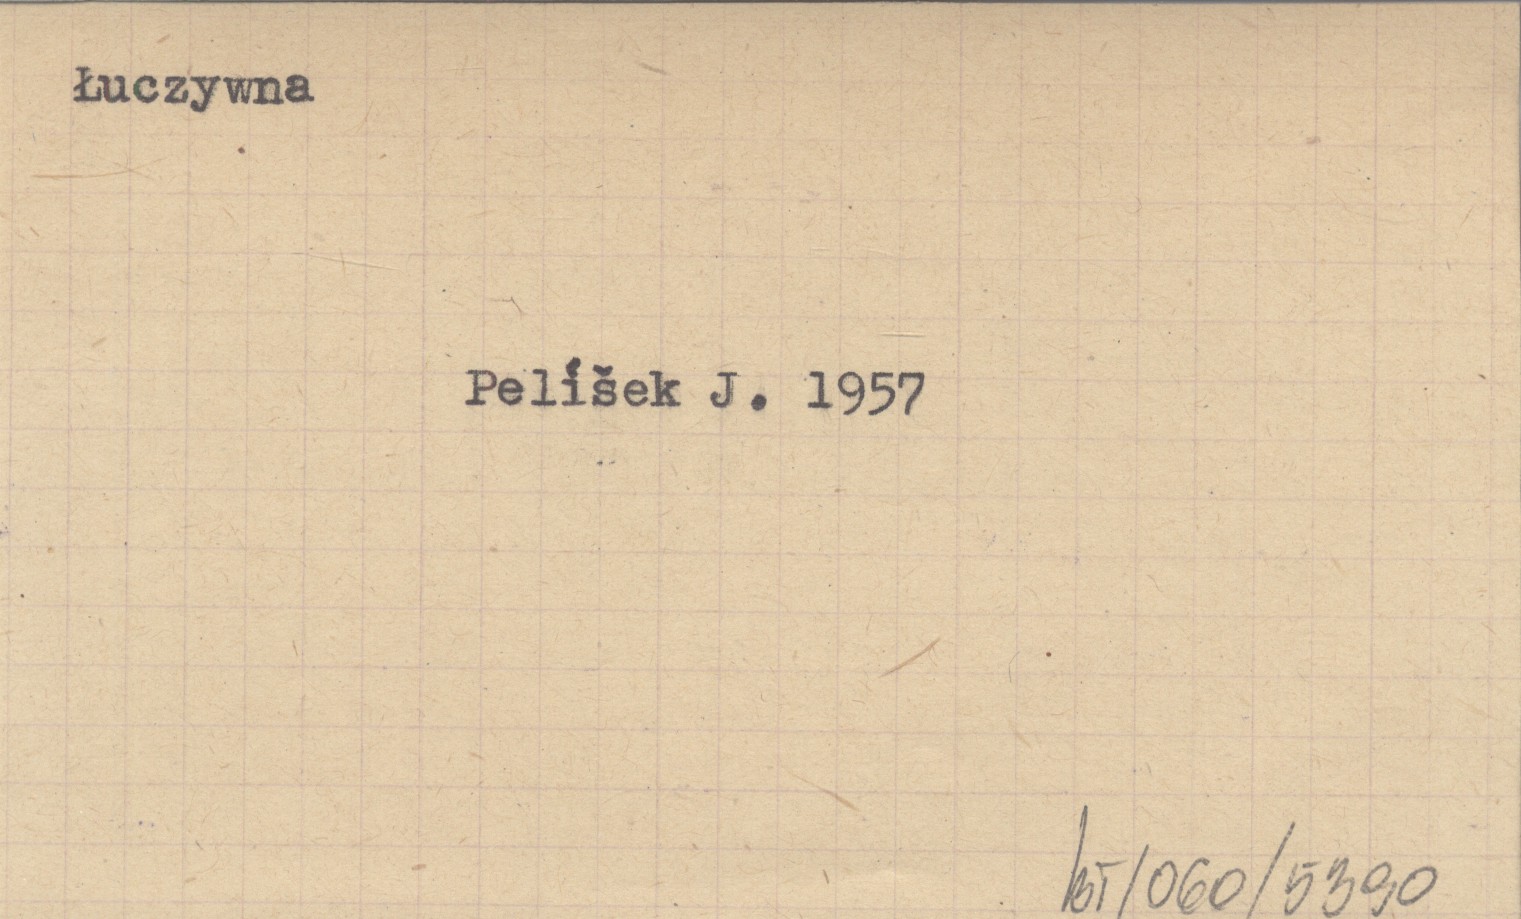 Łuczywna
Pelíšek J. 1957
kT/060/5390